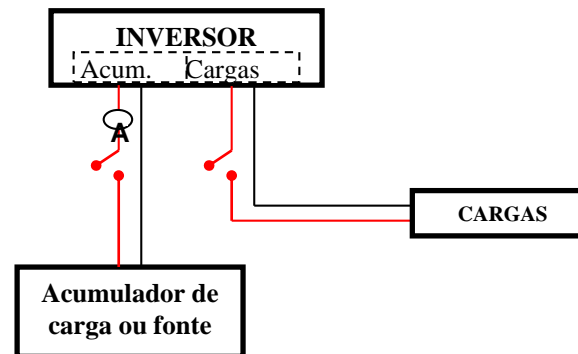 INVERSOR
Acum. Cargas
A
CARGAS
Acumulador de
carga ou fonte